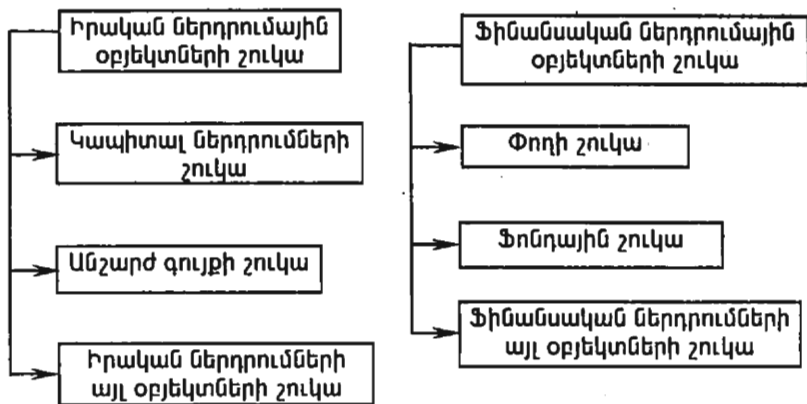 Իրական ներդրումային
օբյեկտների շուկա
Կապիտալ ներդրումների
շուկա
Անշարժ գույքի շուկա
Իրական ներդրումների
այլ օբյեկտների շուկա
Ֆինանսական ներդրումային
օբյեկտների շուկա
Փողի շուկա
Ֆոնդային շուկա
Ֆինանսական ներդրումների
այլ օբյեկտների շուկա